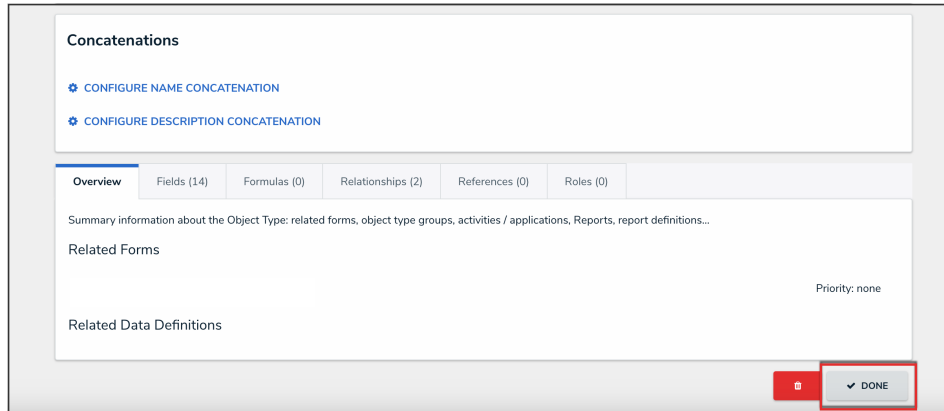 Concatenations
CONFIGURE NAME CONCATENATION
CONFIGURE DESCRIPTION CONCATENATION
Overview Fields (14) Formulas (0) Relationships (2) References (0) Roles (0)
Summary information about the Object Type: related forms, object type groups, activities / applications, Reports, report definitions...
Related Forms
Priority: none
Related Data Definitions
DONE